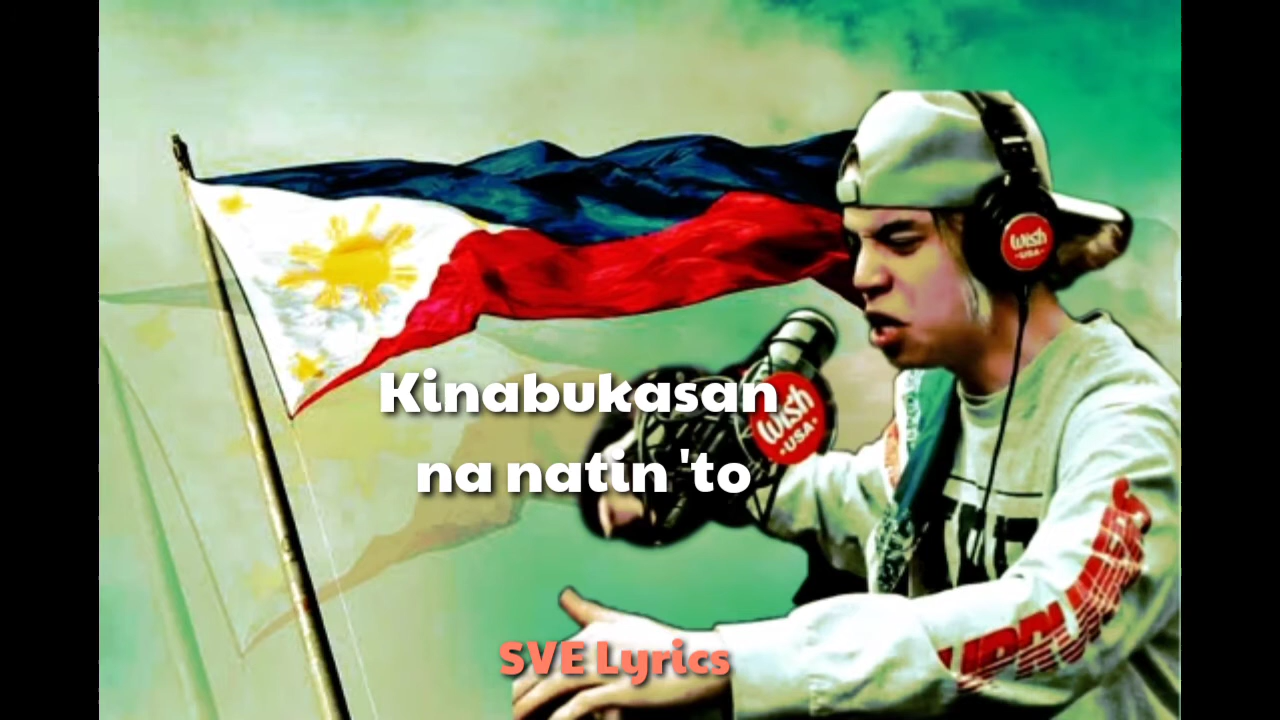 Wish
USA
Kinabukasan
na natin 'to
Wish
·USA·
SVE Lyrics